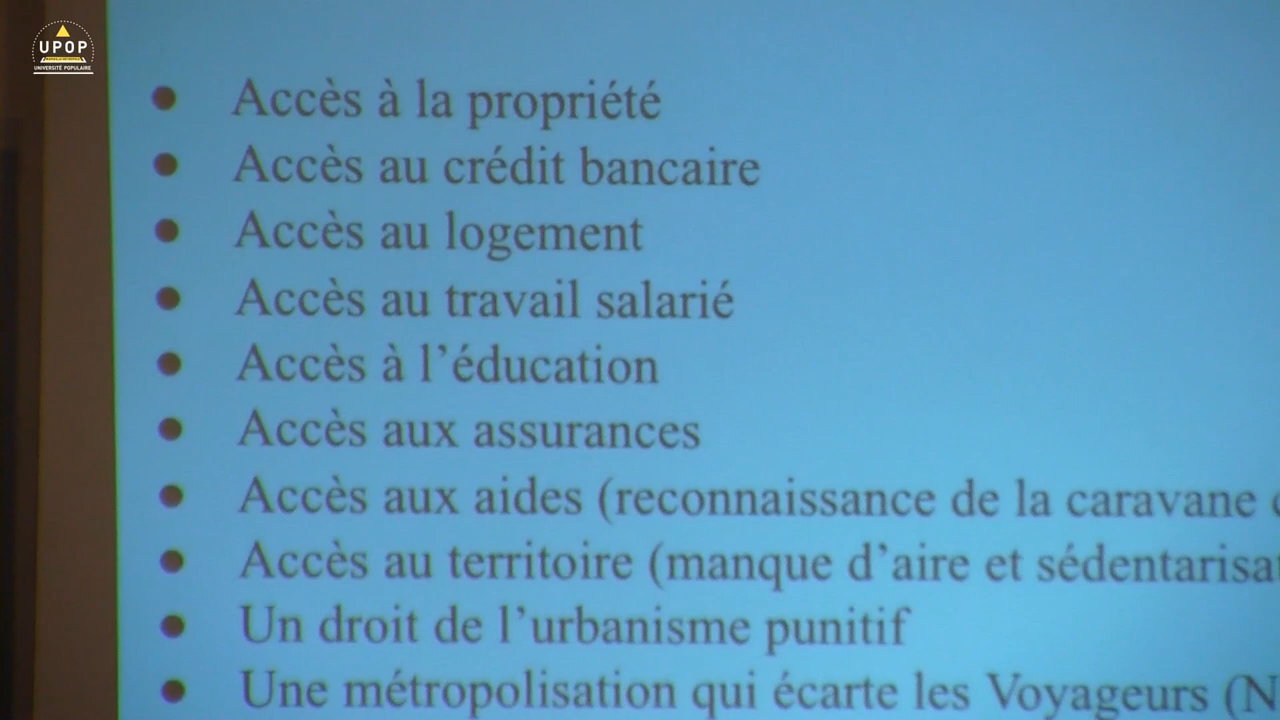 UPOP
UNIVERSITÉ POPULAIRE
Accès à la propriété
Accès au crédit bancaire
Accès au logement
Accès au travail salarié
Accès à l’éducation
Accès aux assurances
Accès aux aides (reconnaissance de la caravane
Accès au territoire (manque d’aire et sédentarisa
Un droit de l’urbanisme punitif
Une métropolisation qui écarte les Voyageurs (N